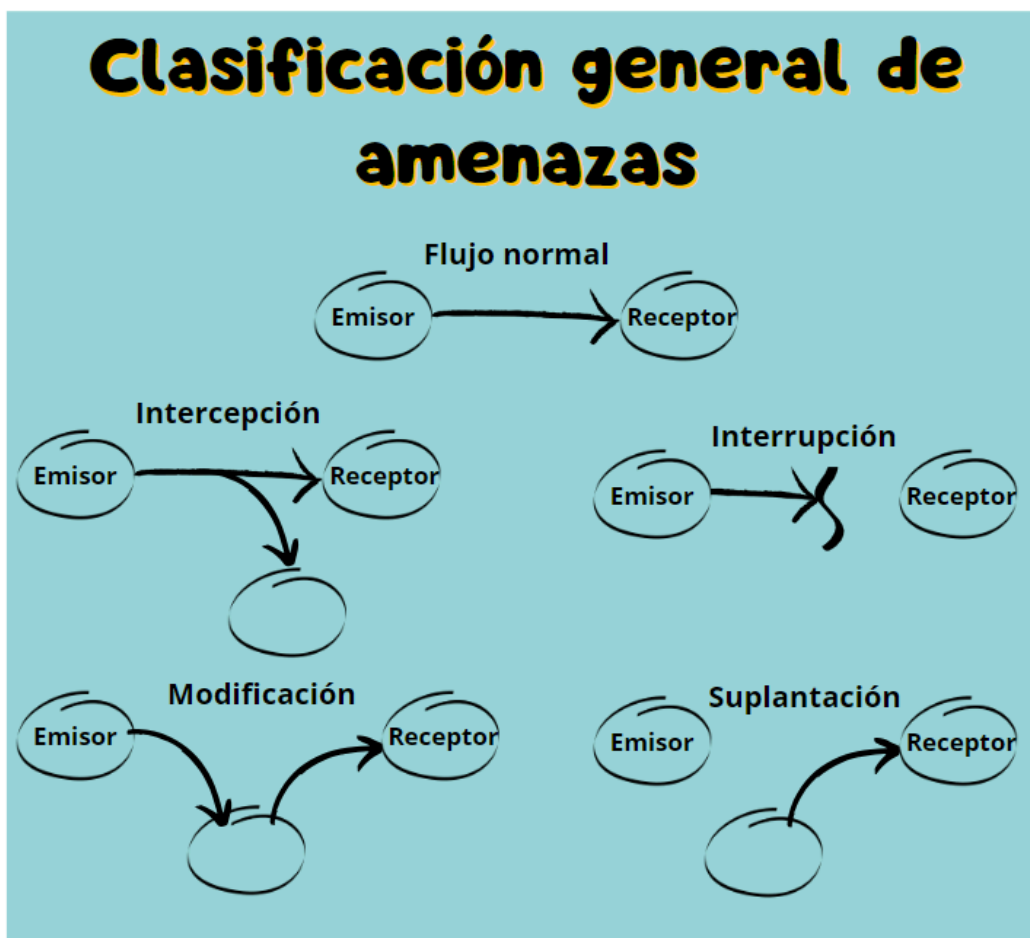 Clasificación general de
amenazas
Flujo normal
Emisor
Receptor
Intercepción
Emisor
Receptor
Interrupción
Emisor
Receptor
Modificación
Emisor
Receptor
Suplantación
Emisor
Receptor